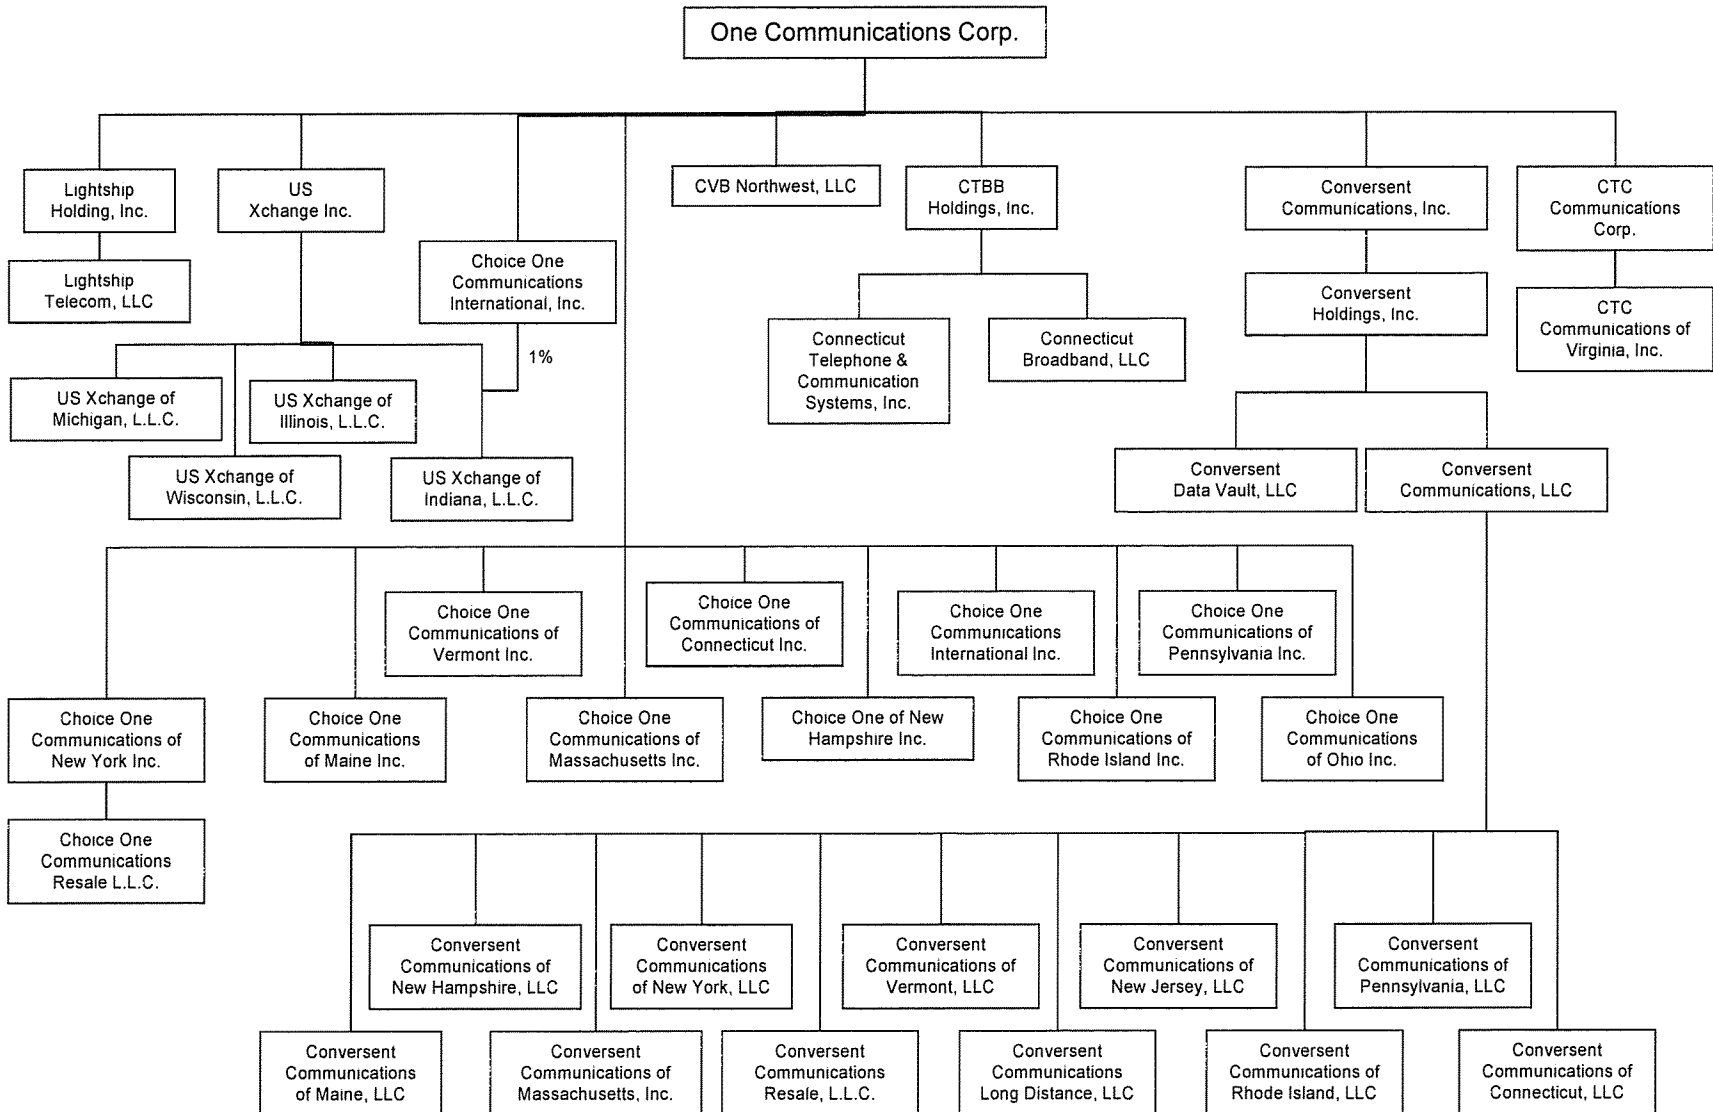 One Communications Corp.
Lightship
Holding, Inc.
US
Xchange Inc.
CVB Northwest, LLC
CTBB
Holdings, Inc.
Conversent
Communications, Inc.
CTC
Communications
Corp.
Lightship
Telecom, LLC
Choice One
Communications
International, Inc.
Conversent
Holdings, Inc.
CTC
Communications of
Virginia, Inc.
1%
Connecticut
Telephone &
Communication
Systems, Inc.
Connecticut
Broadband, LLC
US Xchange of
Michigan, L.L.C.
US Xchange of
Illinois, L.L.C.
US Xchange of
Wisconsin, L.L.C.
US Xchange of
Indiana, L.L.C.
Conversent
Data Vault, LLC
Conversent
Communications, LLC
Choice One
Communications of
Vermont Inc.
Choice One
Communications of
Connecticut Inc.
Choice One
Communications
International Inc.
Choice One
Communications of
Pennsylvania Inc.
Choice One
Communications of
New York Inc.
Choice One
Communications
of Maine Inc.
Choice One
Communications of
Massachusetts Inc.
Choice One of New
Hampshire Inc.
Choice One
Communications of
Rhode Island Inc.
Choice One
Communications
of Ohio Inc.
Choice One
Communications
Resale L.L.C.
Conversent
Communications of
New Hampshire, LLC
Conversent
Communications
of New York, LLC
Conversent
Communications of
Vermont, LLC
Conversent
Communications of
New Jersey, LLC
Conversent
Communications of
Pennsylvania, LLC
Conversent
Communications
of Maine, LLC
Conversent
Communications of
Massachusetts, Inc.
Conversent
Communications
Resale, L.L.C.
Conversent
Communications
Long Distance, LLC
Conversent
Communications of
Rhode Island, LLC
Conversent
Communications of
Connecticut, LLC